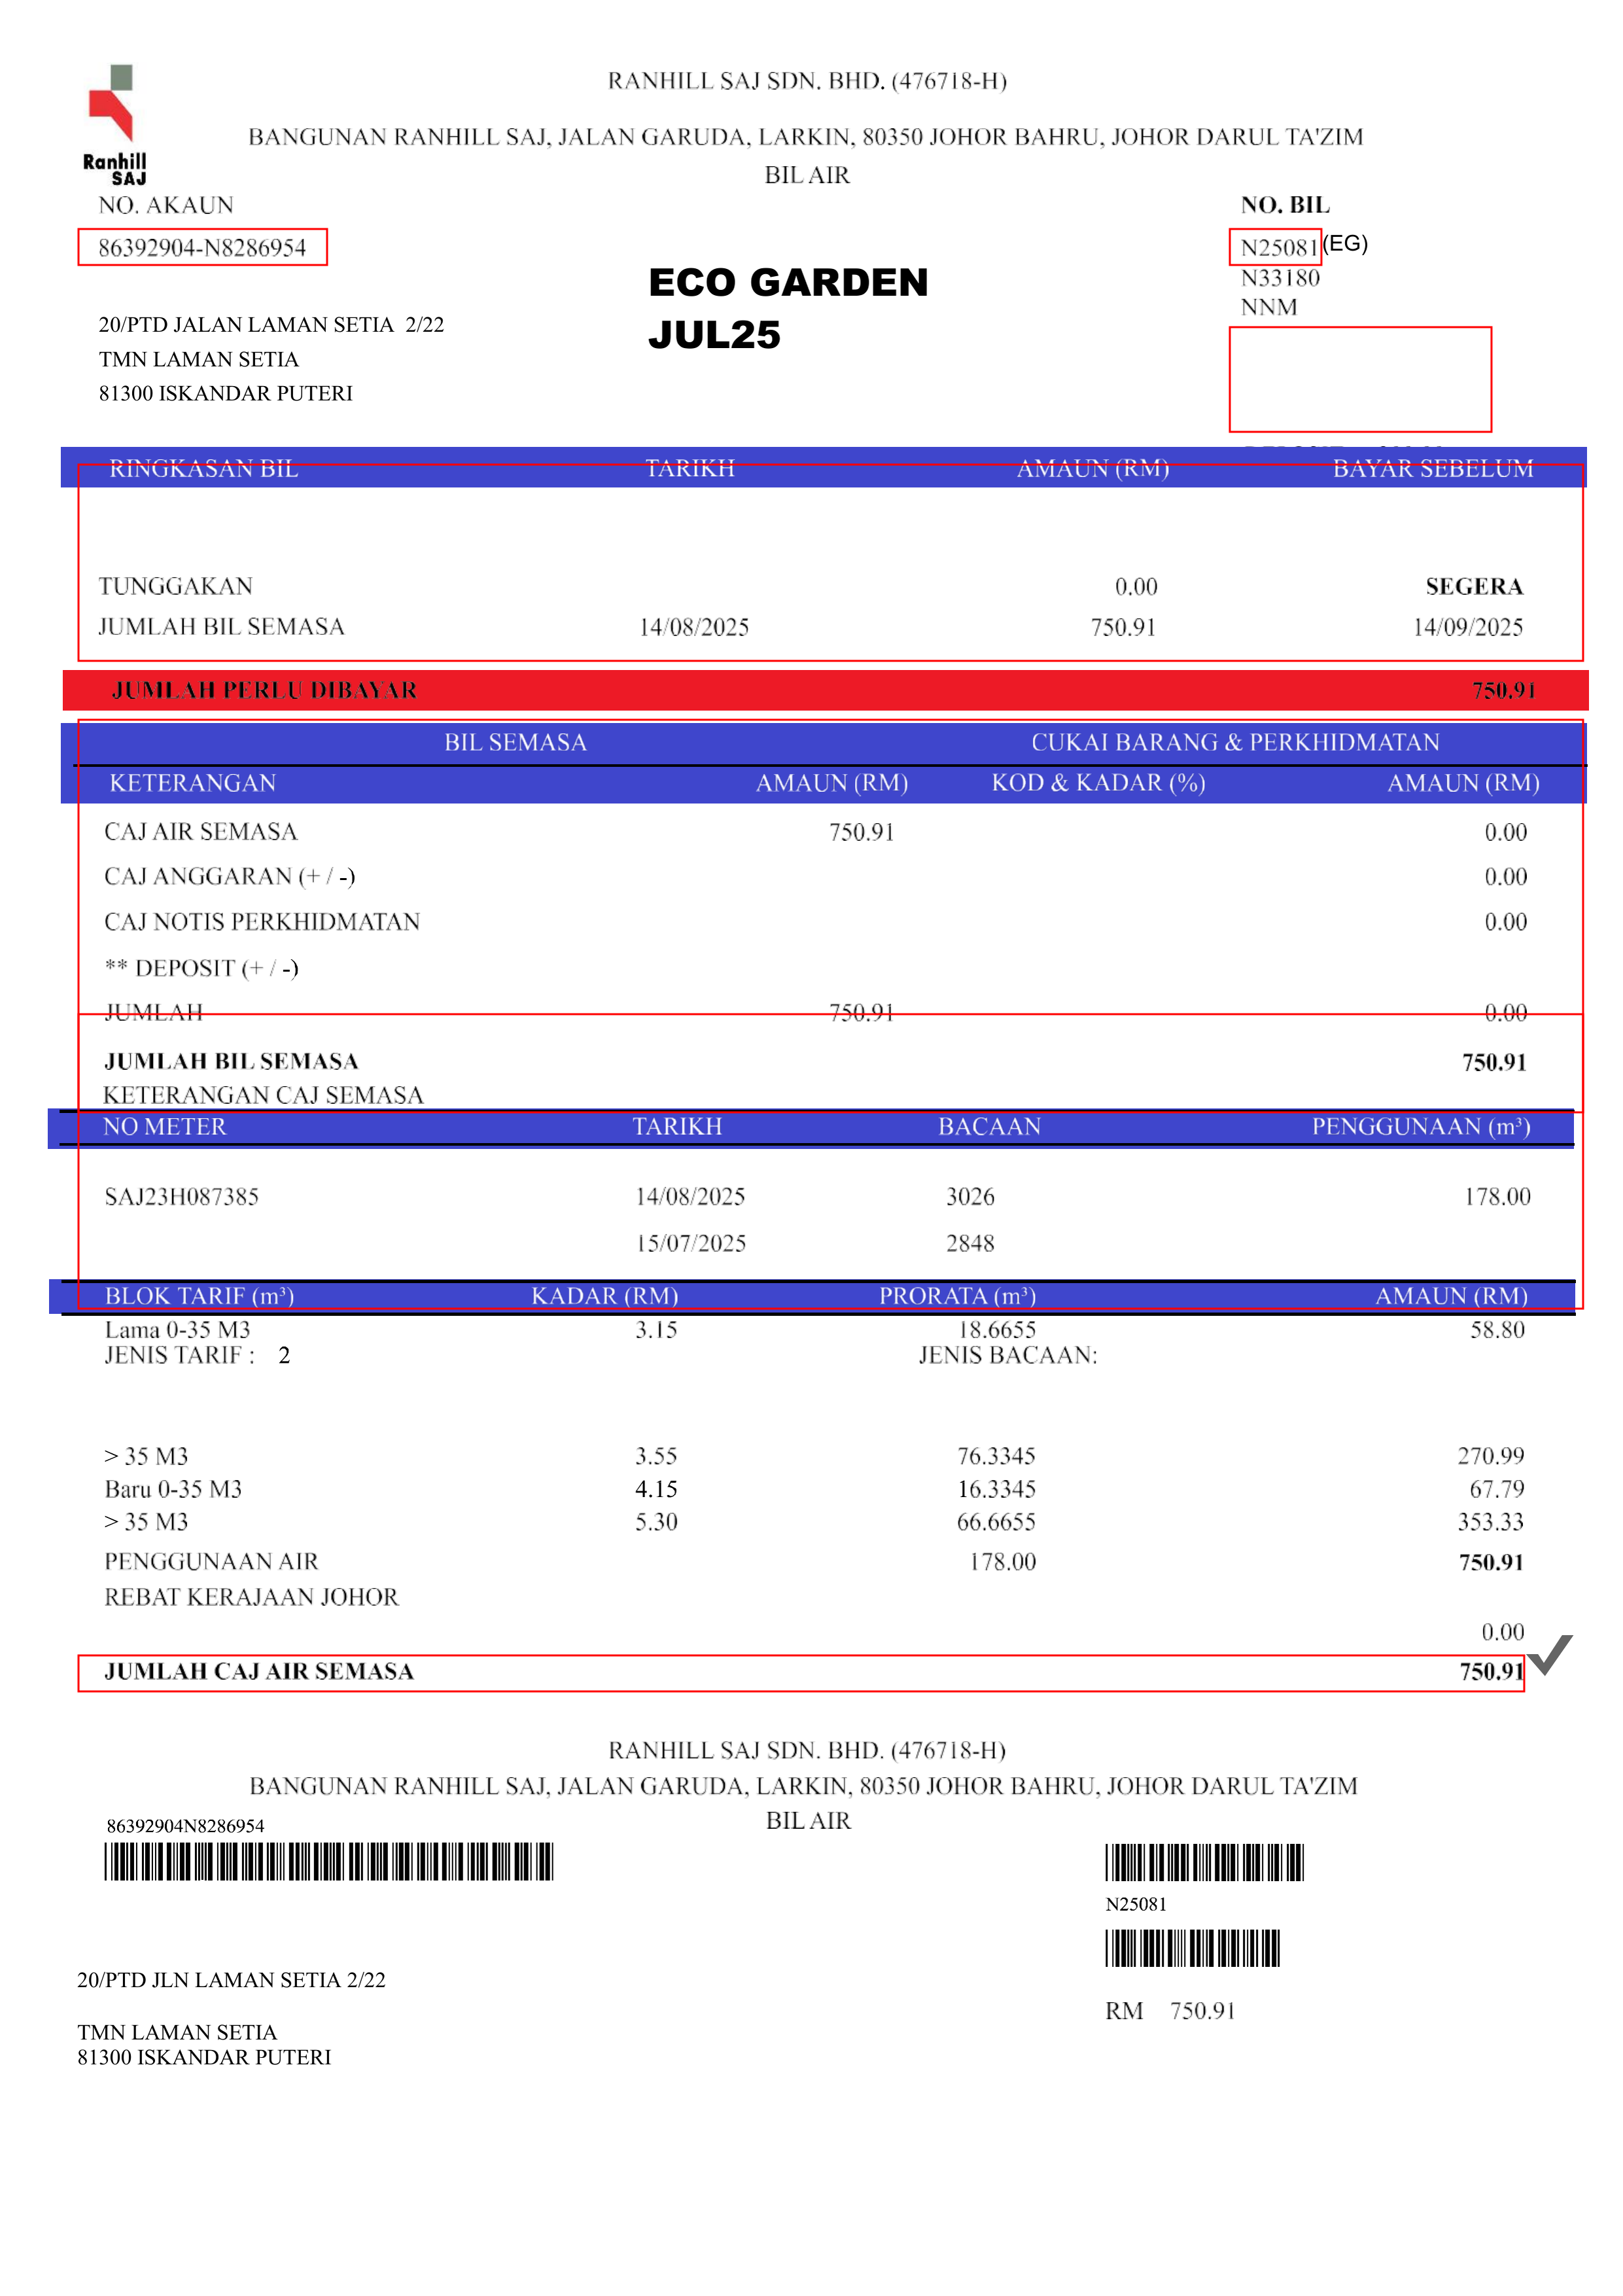 RANHILL SAJ SDN. BHD. (476718-H)
BANGUNAN RANHILL SAJ, JALAN GARUDA, LARKIN, 80350 JOHOR BAHRU, JOHOR DARUL TA'ZIM
Ranhill
SAJ
BIL AIR
NO. AKAUN NO. BIL
86392904-N8286954 N25081 (EG)
N33180
NNM
ECO GARDEN
JUL25
20/PTD JALAN LAMAN SETIA 2/22
TMN LAMAN SETIA
81300 ISKANDAR PUTERI
RINGKASAN BIL TARIKH AMAUN (RM) BAYAR SEBELUM
TUNGGAKAN 0.00 SEGERA
JUMLAH BIL SEMASA 14/08/2025 750.91 14/09/2025
JUMLAH PERLU DIBAYAR 750.91
BIL SEMASA CUKAI BARANG & PERKHIDMATAN
KETERANGAN AMAUN (RM) KOD & KADAR (%) AMAUN (RM)
CAJ AIR SEMASA 750.91 0.00
CAJ ANGGARAN (+ / -) 0.00
CAJ NOTIS PERKHIDMATAN 0.00
** DEPOSIT (+ / -)
JUMLAH 750.91 0.00
JUMLAH BIL SEMASA 750.91
KETERANGAN CAJ SEMASA
NO METER TARIKH BACAAN PENGGUNAAN (m³)
SAJ23H087385 14/08/2025 3026 178.00
15/07/2025 2848
BLOK TARIF (m³) KADAR (RM) PRORATA (m³) AMAUN (RM)
Lama 0-35 M3 3.15 18.6655 58.80
JENIS TARIF : 2 JENIS BACAAN:
> 35 M3 3.55 76.3345 270.99
Baru 0-35 M3 4.15 16.3345 67.79
> 35 M3 5.30 66.6655 353.33
PENGGUNAAN AIR 178.00 750.91
REBAT KERAJAAN JOHOR
0.00
JUMLAH CAJ AIR SEMASA 750.91
RANHILL SAJ SDN. BHD. (476718-H)
BANGUNAN RANHILL SAJ, JALAN GARUDA, LARKIN, 80350 JOHOR BAHRU, JOHOR DARUL TA'ZIM
BIL AIR
86392904N8286954
N25081
20/PTD JLN LAMAN SETIA 2/22
RM 750.91
TMN LAMAN SETIA
81300 ISKANDAR PUTERI